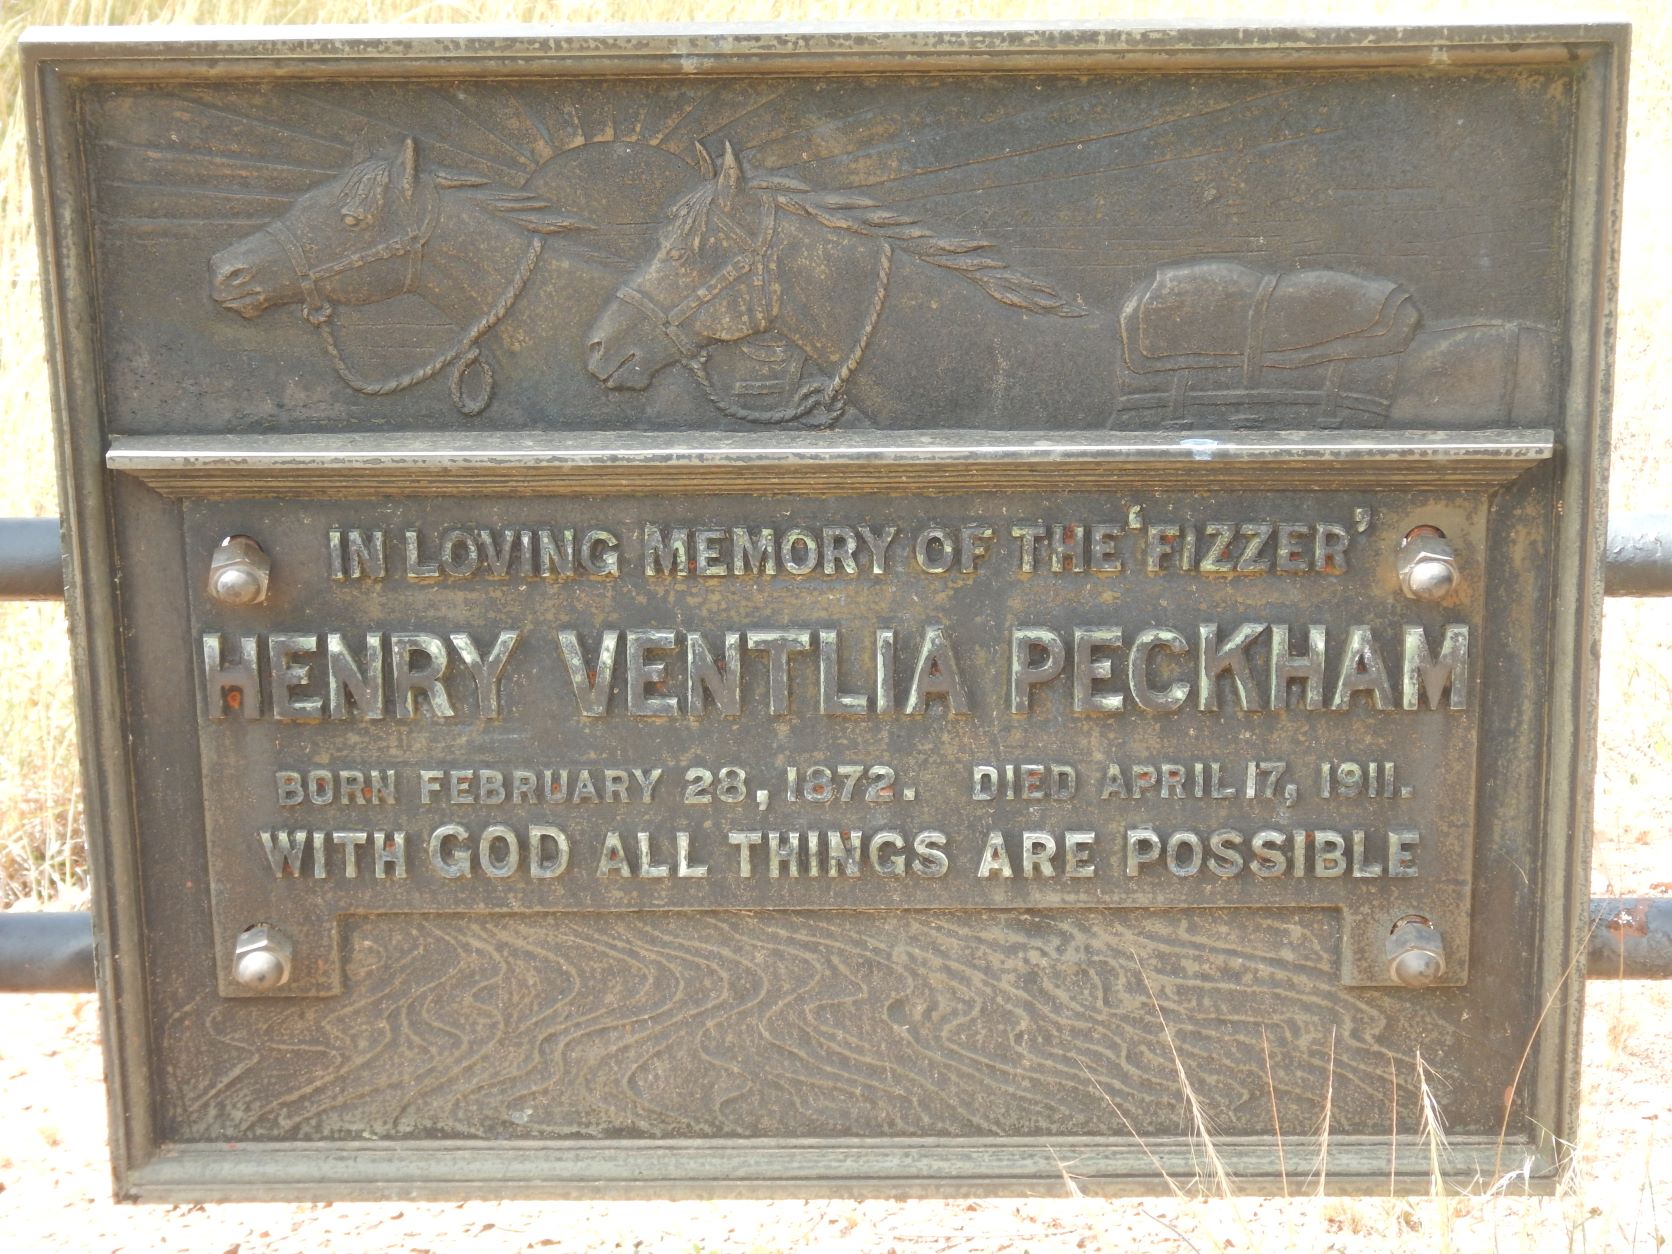 IN LOVING MEMORY OF THE 'FIZZER'
HENRY VENTLIA PECKHAM
BORN FEBRUARY 28, 1872. DIED APRIL 17, 1911.
WITH GOD ALL THINGS ARE POSSIBLE